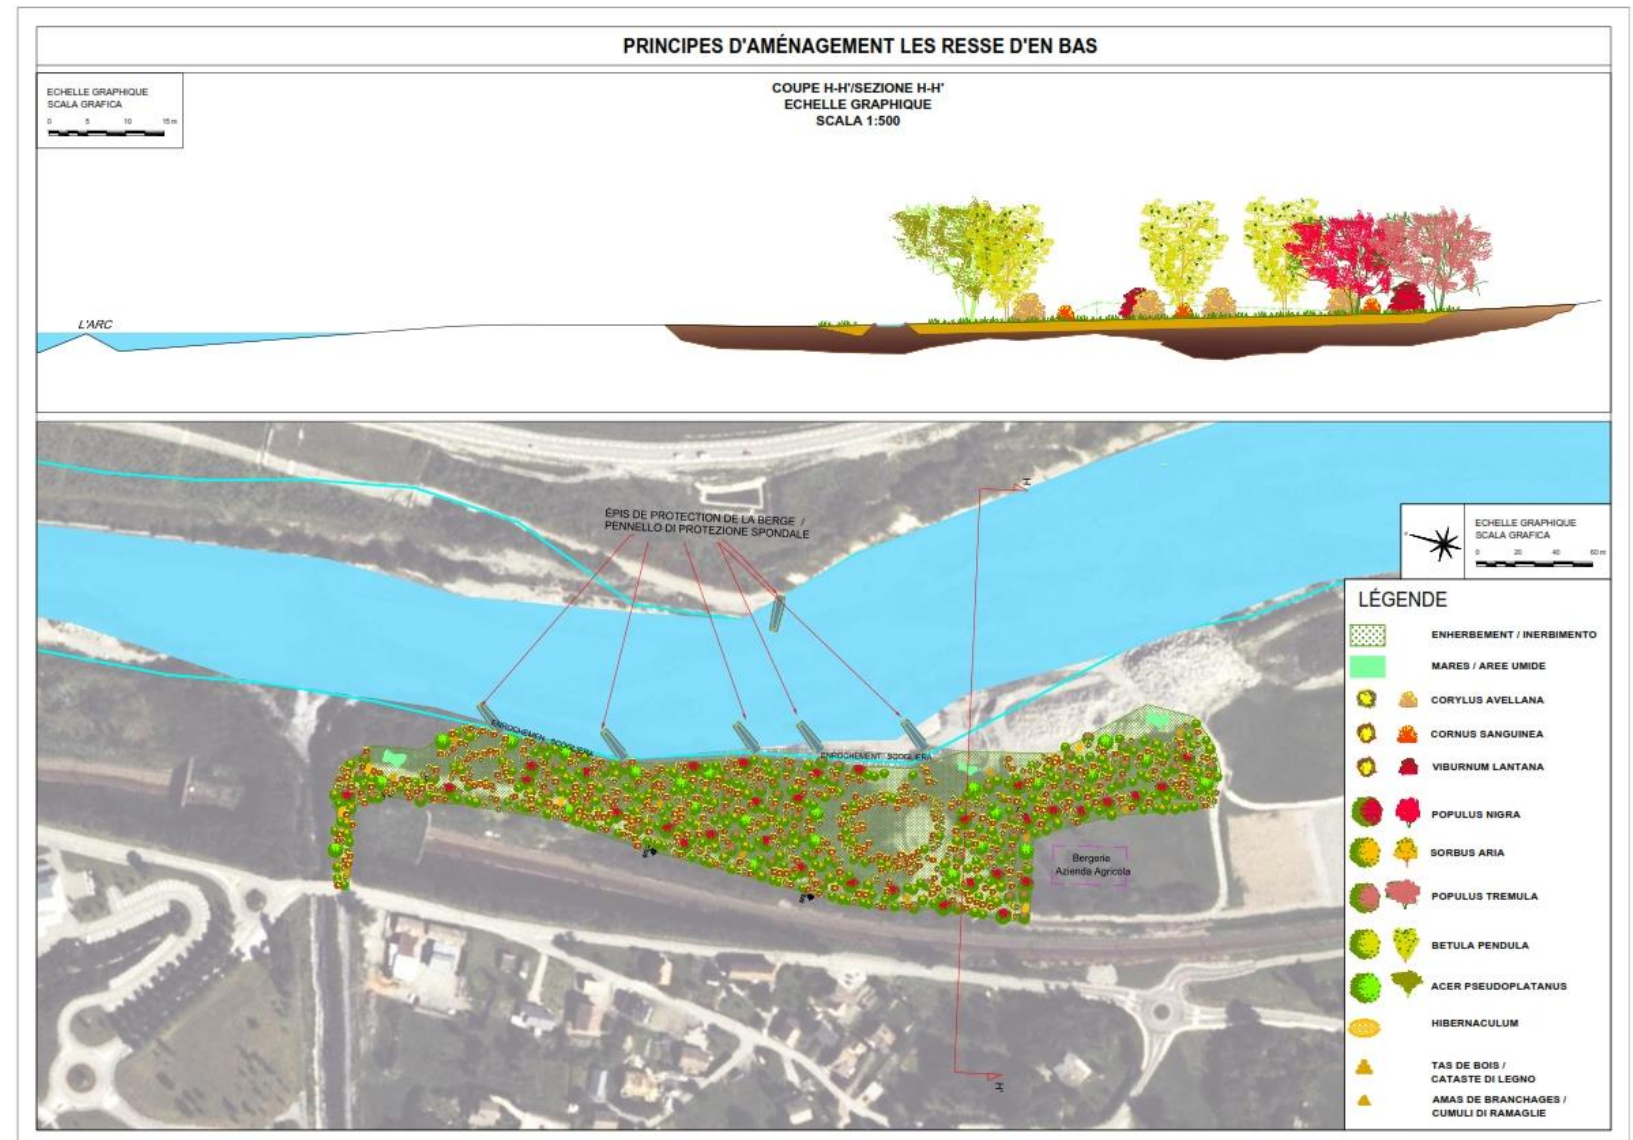 PRINCIPES D'AMÉNAGEMENT LES RESSE D'EN BAS
ECHELLE GRAPHIQUE
SCALA GRAFICA
0 5 10 15 m
COUPE H-H'/SEZIONE H-H'
ECHELLE GRAPHIQUE
SCALA 1:500
L'ARC
H
ÉPIS DE PROTECTION DE LA BERGE /
PENNELLO DI PROTEZIONE SPONDALE
ECHELLE GRAPHIQUE
SCALA GRAFICA
0 20 40 60 m
ENROCHEMEN SCOGLIERA
ENROCHEMENT SCOGLIERA
Bergerie
Azienda Agricola
H'
LÉGENDE
ENHERBEMENT / INERBIMENTO
MARES / AREE UMIDE
CORYLUS AVELLANA
CORNUS SANGUINEA
VIBURNUM LANTANA
POPULUS NIGRA
SORBUS ARIA
POPULUS TREMULA
BETULA PENDULA
ACER PSEUDOPLATANUS
HIBERNACULUM
TAS DE BOIS /
CATASTE DI LEGNO
AMAS DE BRANCHAGES /
CUMULI DI RAMAGLIE